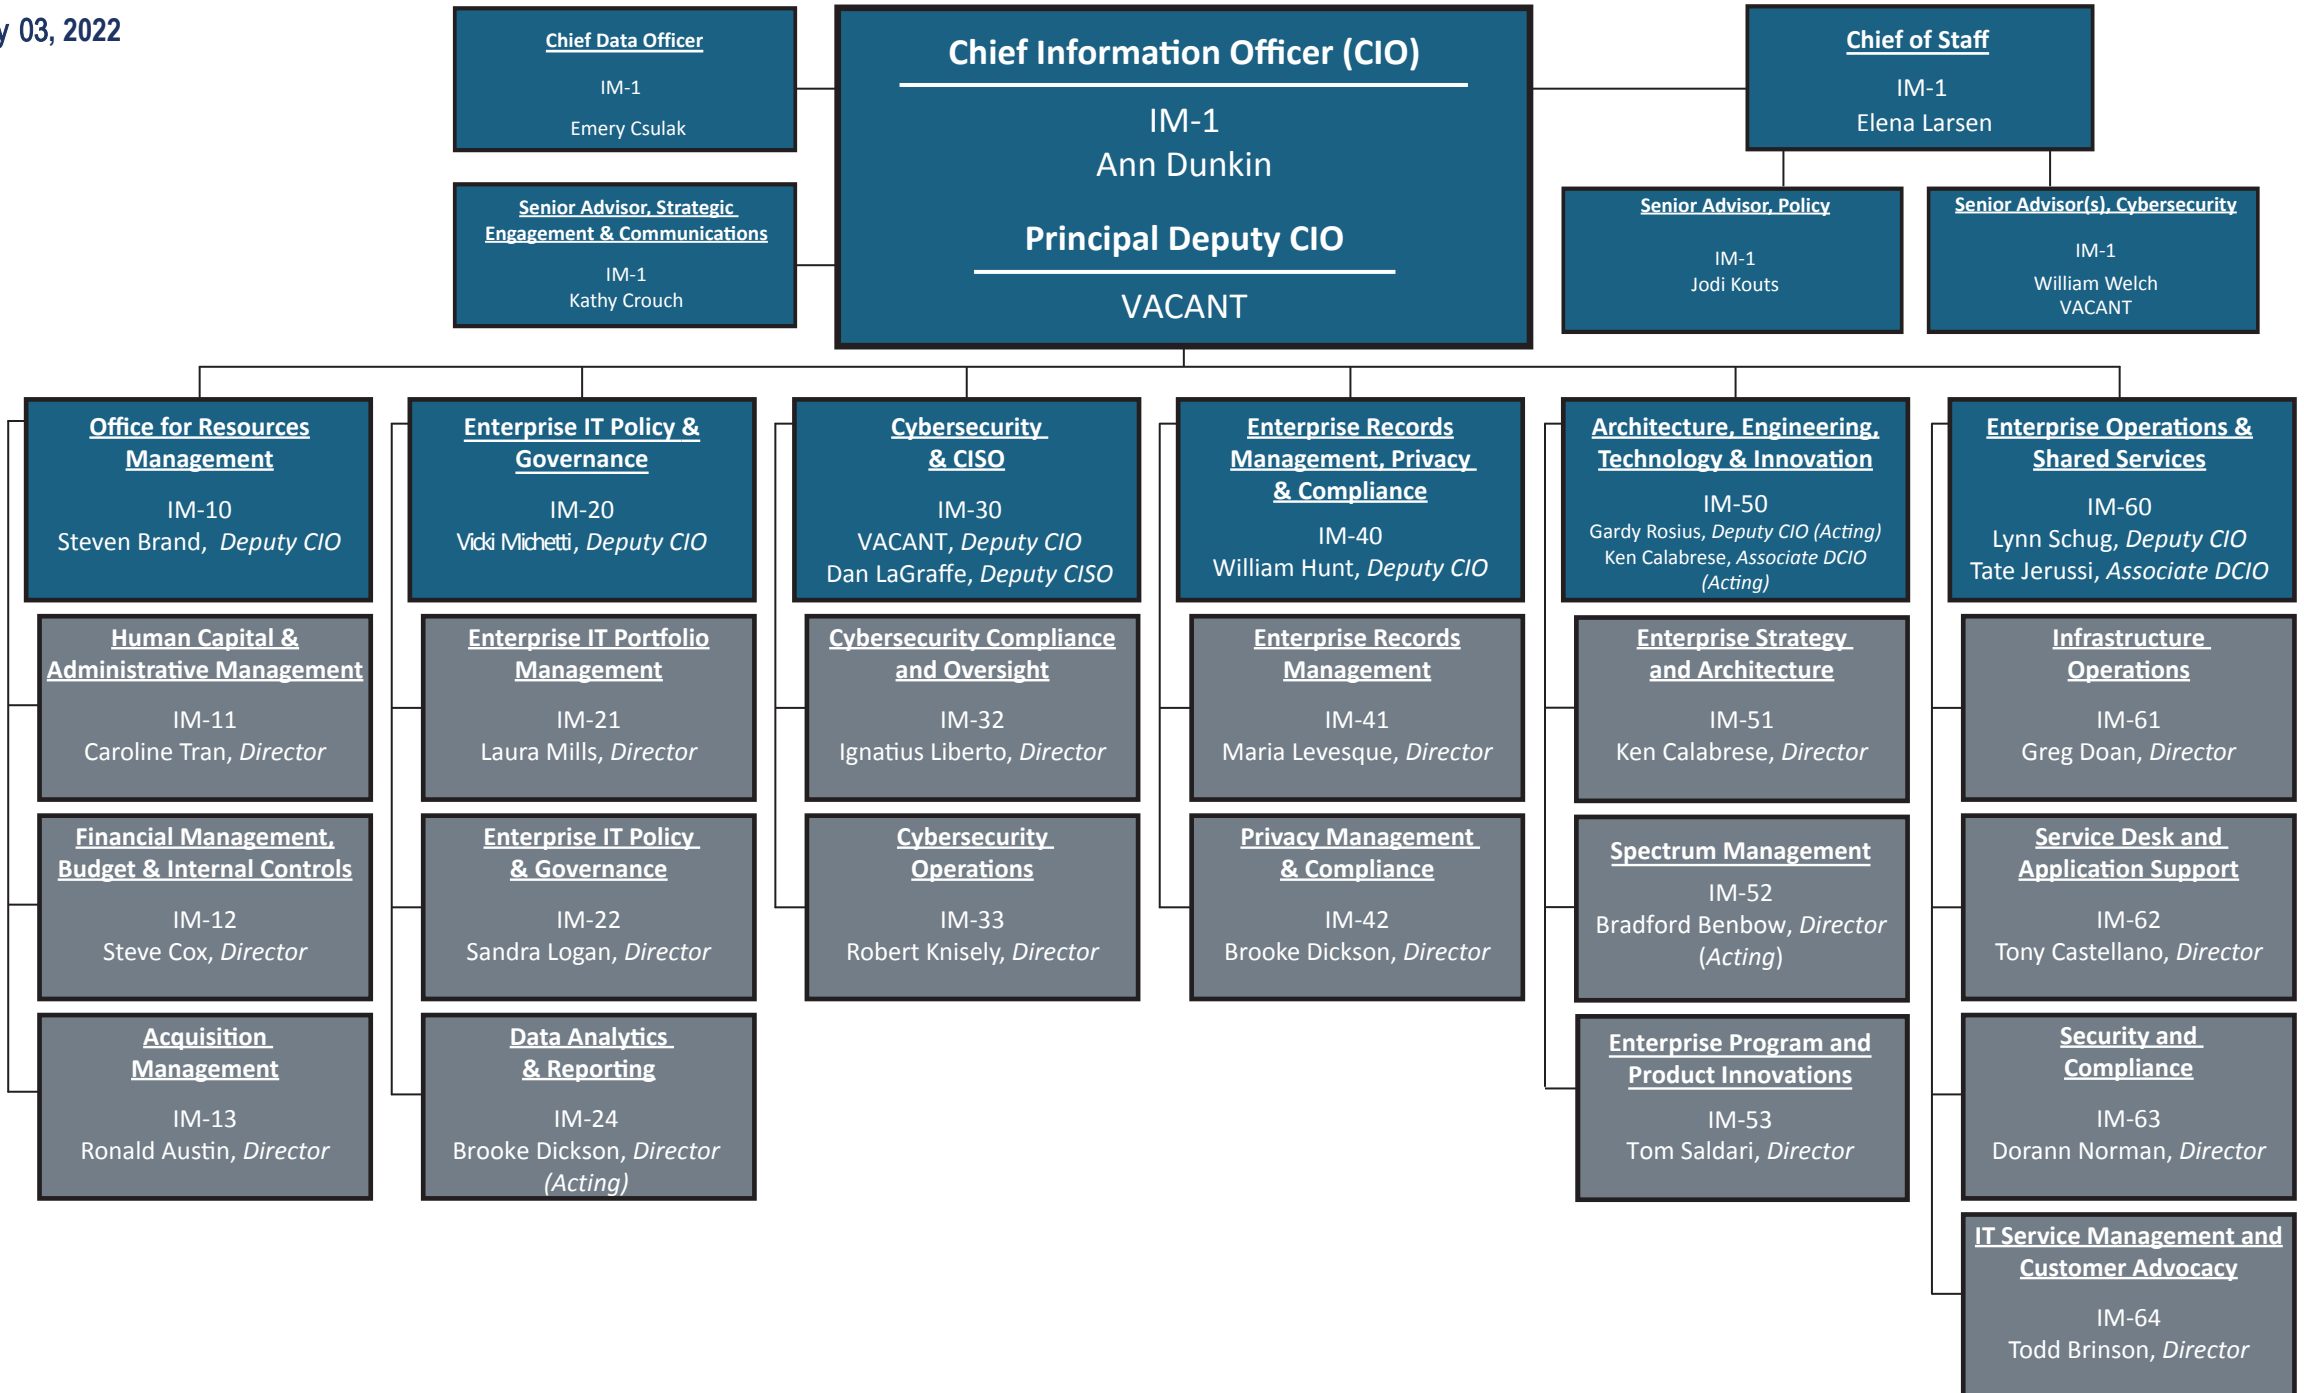 03, 2022
Chief Data Officer
IM-1
Emery Csulak
Senior Advisor, Strategic
Engagement & Communications
IM-1
Kathy Crouch
Chief Information Officer (CIO)
IM-1
Ann Dunkin
Principal Deputy CIO
VACANT
Chief of Staff
IM-1
Elena Larsen
Senior Advisor, Policy
IM-1
Jodi Kouts
Senior Advisor(s), Cybersecurity
IM-1
William Welch
VACANT
Office for Resources
Management
IM-10
Steven Brand, Deputy CIO
Human Capital &
Administrative Management
IM-11
Caroline Tran, Director
Financial Management,
Budget & Internal Controls
IM-12
Steve Cox, Director
Acquisition
Management
IM-13
Ronald Austin, Director
Enterprise IT Policy &
Governance
IM-20
Vicki Michetti, Deputy CIO
Enterprise IT Portfolio
Management
IM-21
Laura Mills, Director
Enterprise IT Policy
& Governance
IM-22
Sandra Logan, Director
Data Analytics
& Reporting
IM-24
Brooke Dickson, Director
(Acting)
Cybersecurity
& CISO
IM-30
VACANT, Deputy CIO
Dan LaGraffe, Deputy CISO
Cybersecurity Compliance
and Oversight
IM-32
Ignatius Liberto, Director
Cybersecurity
Operations
IM-33
Robert Knisely, Director
Enterprise Records
Management, Privacy
& Compliance
IM-40
William Hunt, Deputy CIO
Enterprise Records
Management
IM-41
Maria Levesque, Director
Privacy Management
& Compliance
IM-42
Brooke Dickson, Director
Architecture, Engineering,
Technology & Innovation
IM-50
Gardy Rosius, Deputy CIO (Acting)
Ken Calabrese, Associate DCIO
(Acting)
Enterprise Strategy
and Architecture
IM-51
Ken Calabrese, Director
Spectrum Management
IM-52
Bradford Benbow, Director
(Acting)
Enterprise Program and
Product Innovations
IM-53
Tom Saldari, Director
Enterprise Operations &
Shared Services
IM-60
Lynn Schug, Deputy CIO
Tate Jerussi, Associate DCIO
Infrastructure
Operations
IM-61
Greg Doan, Director
Service Desk and
Application Support
IM-62
Tony Castellano, Director
Security and
Compliance
IM-63
Dorann Norman, Director
IT Service Management and
Customer Advocacy
IM-64
Todd Brinson, Director